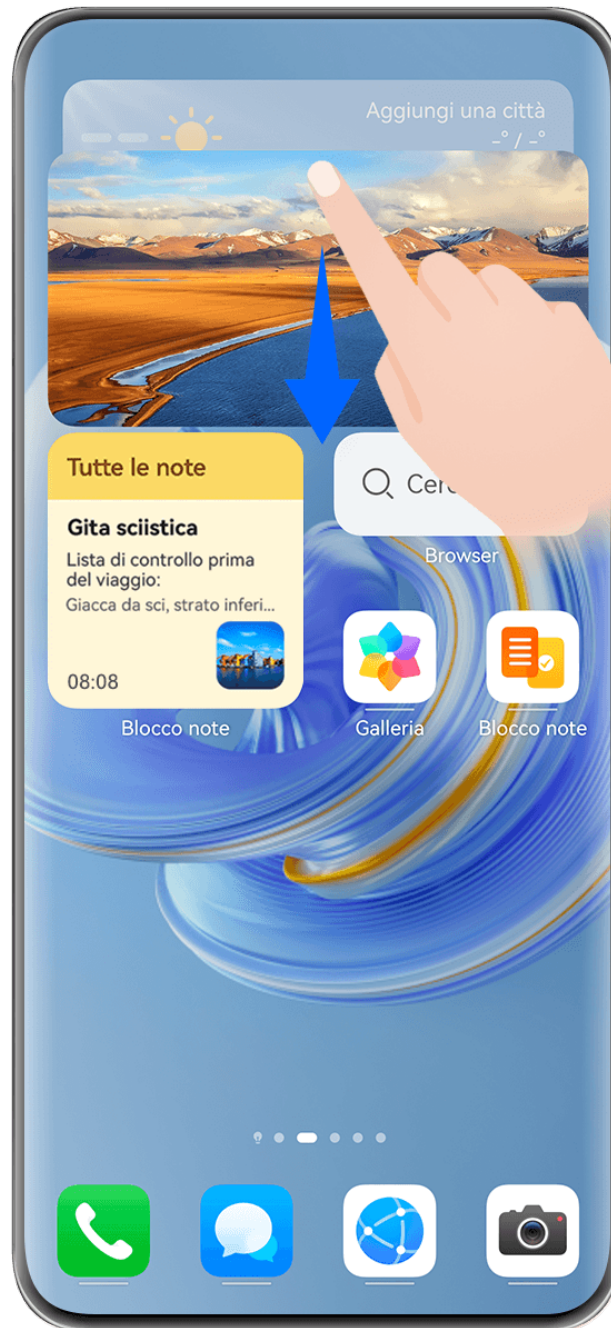 Aggiungi una città
–° / –°
Tutte le note
Gita sciistica
Lista di controllo prima
del viaggio:
Giacca da sci, strato inferi...
08:08
Blocco note
Browser
Galleria
Blocco note